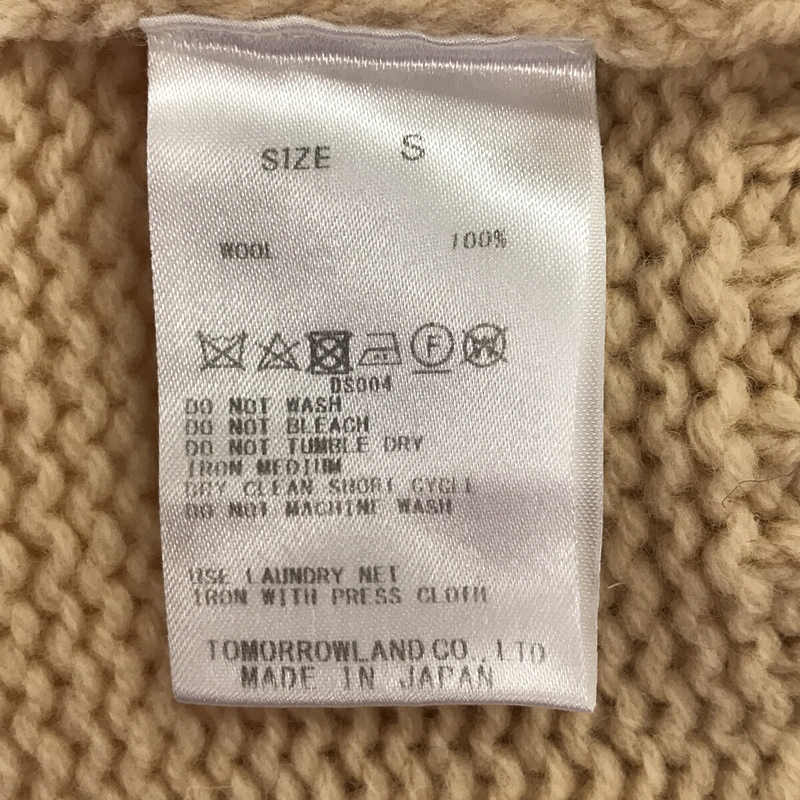 SIZE S
WOOL 100%
F W
DS004
DO NOT WASH
DO NOT BLEACH
DO NOT TUMBLE DRY
IRON MEDIUM
DRY CLEAN SHORT CYCLE
DO NOT MACHINE WASH
USE LAUNDRY NET
IRON WITH PRESS CLOTH
TOMORROWLAND CO.,LTD
MADE IN JAPAN